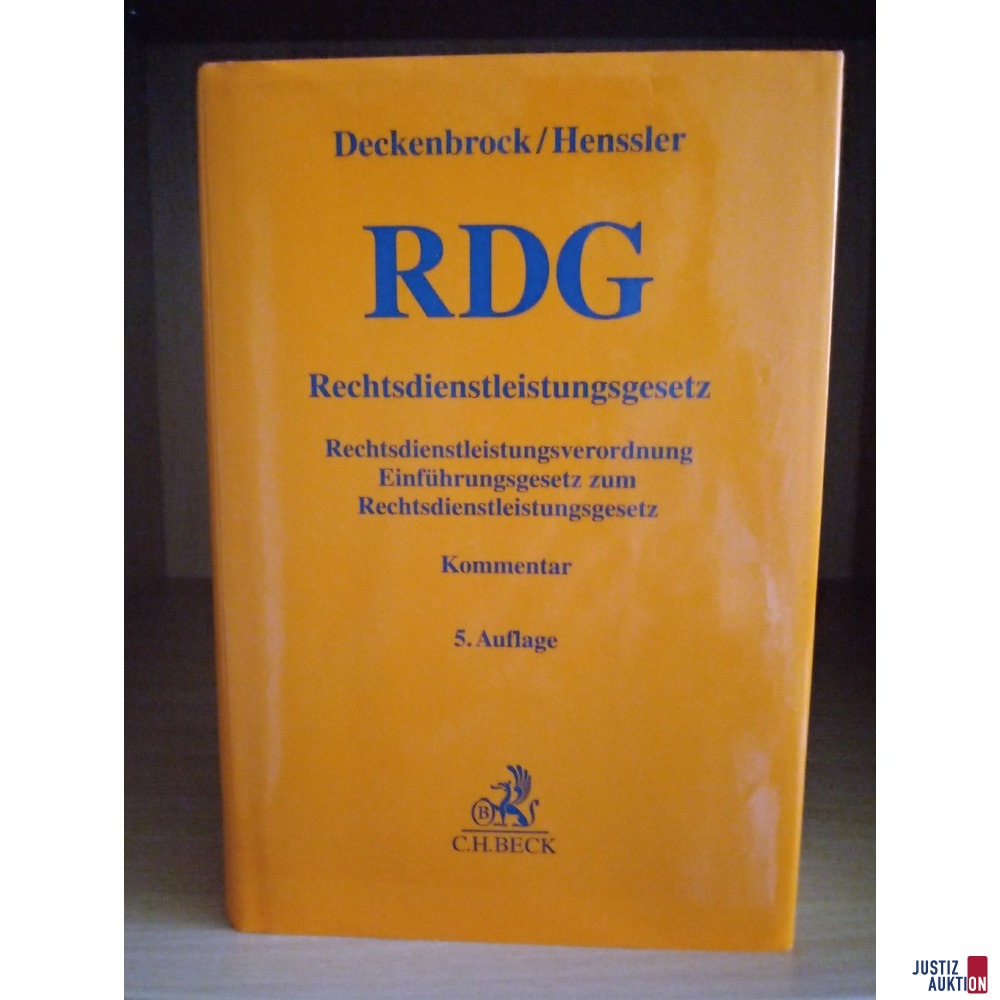 Deckenbrock/Henssler
RDG
Rechtsdienstleistungsgesetz
Rechtsdienstleistungsverordnung
Einführungsgesetz zum
Rechtsdienstleistungsgesetz
Kommentar
5. Auflage
B
C.H.BECK
JUSTIZ
AUKTION